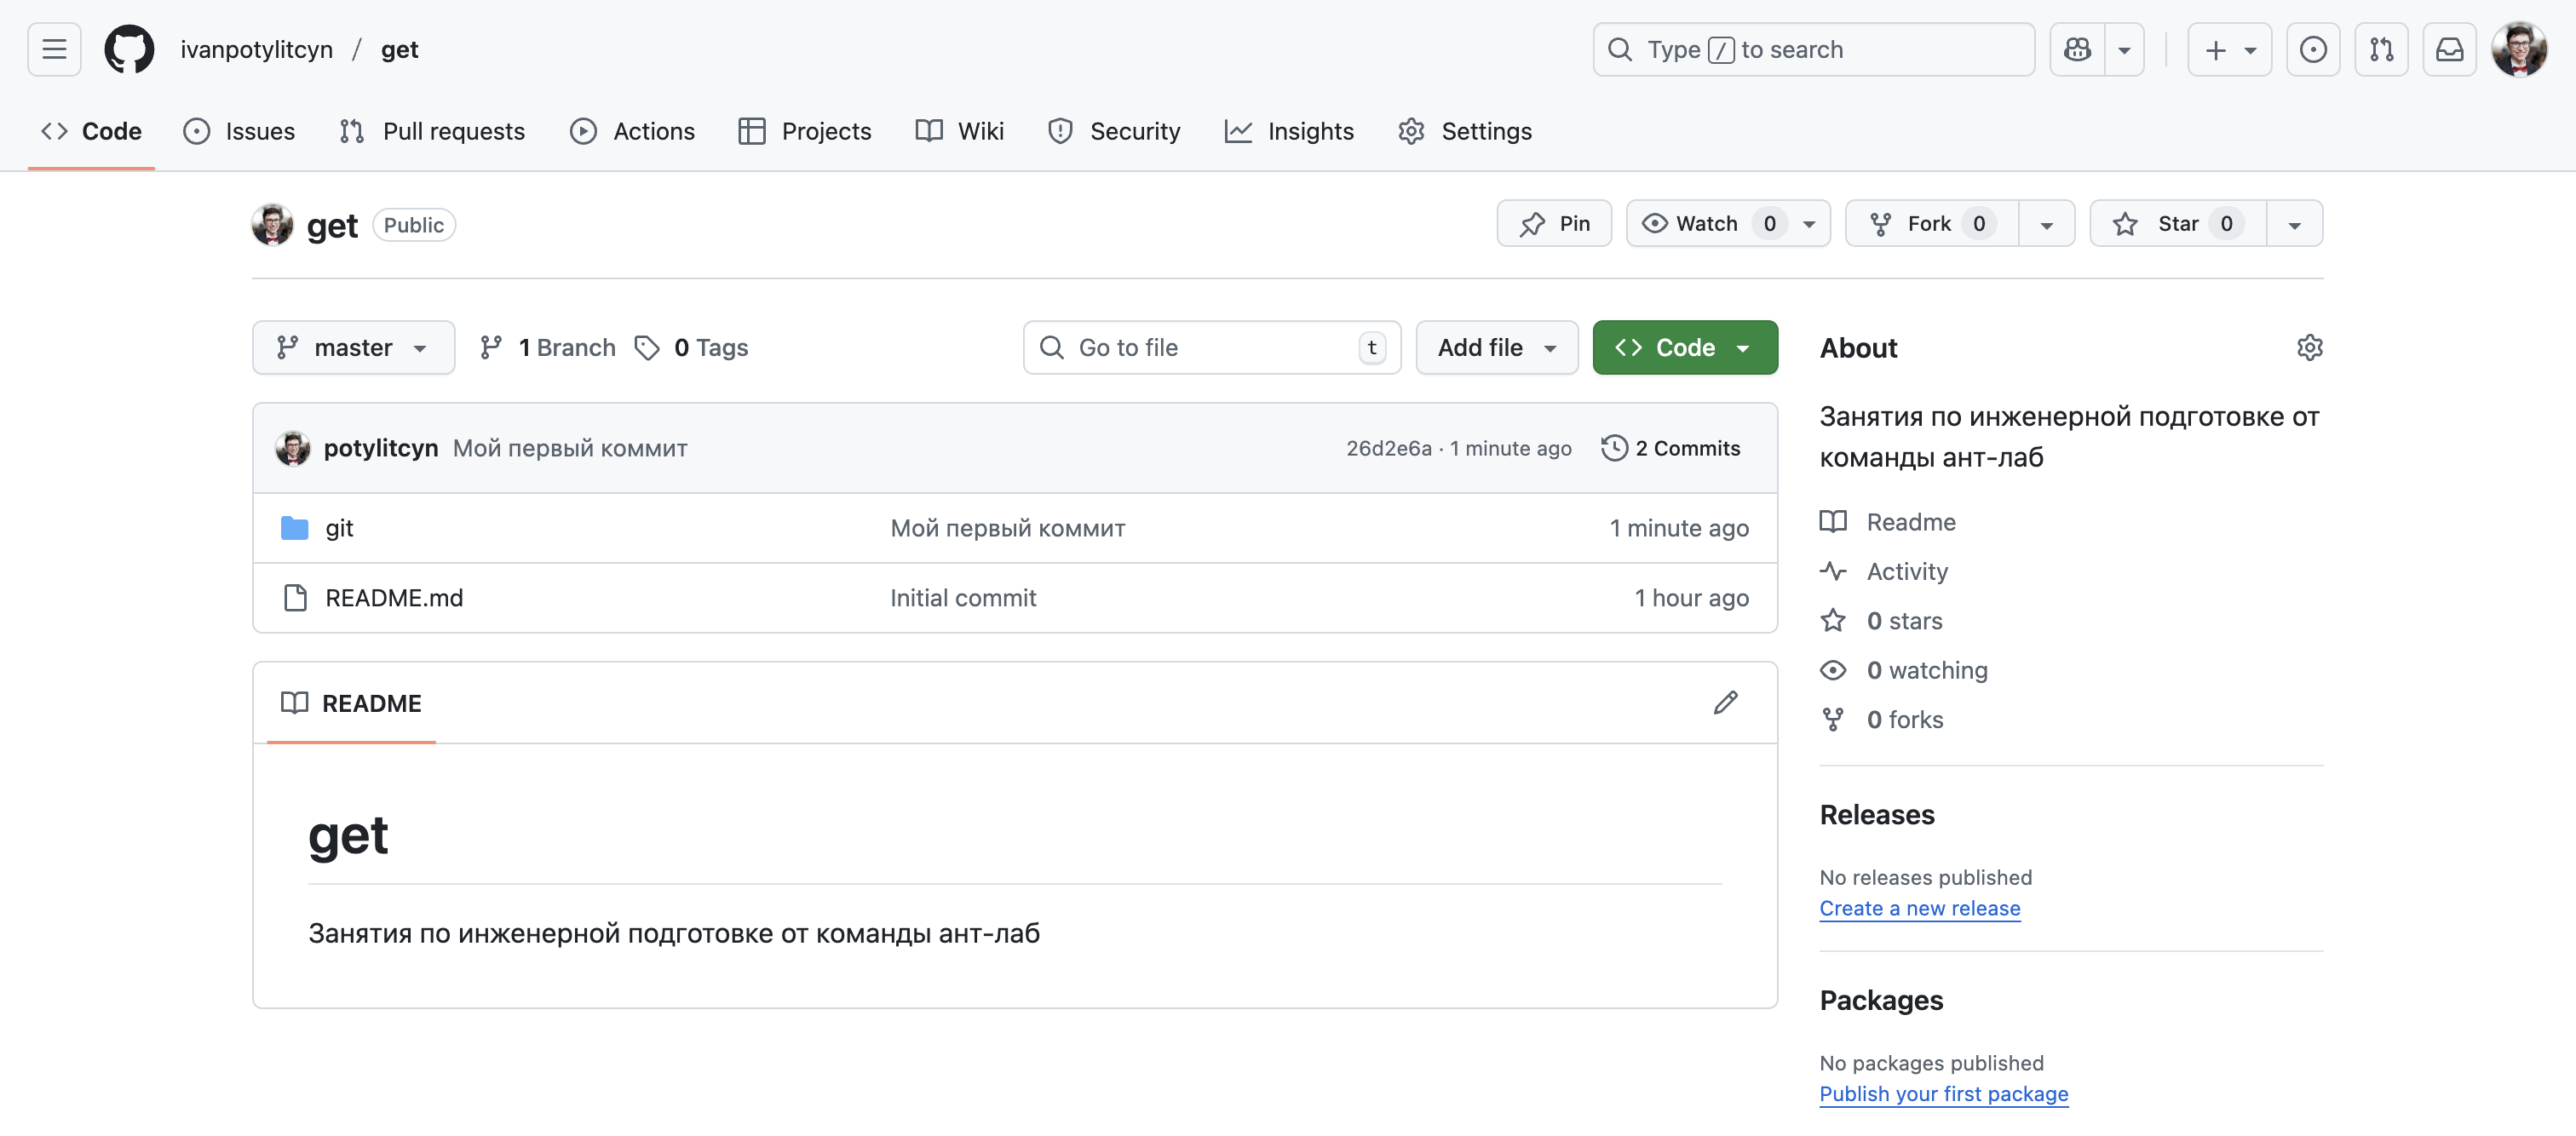 ivanpotylitcyn / get
Type / to search
Code Issues Pull requests Actions Projects Wiki Security Insights Settings
get Public
Pin Watch 0 Fork 0 Star 0
master 1 Branch 0 Tags
Go to file t Add file Code
potylitcyn Мой первый коммит 26d2e6a · 1 minute ago 2 Commits
git Мой первый коммит 1 minute ago
README.md Initial commit 1 hour ago
README
get
Занятия по инженерной подготовке от команды ант-лаб
About
Занятия по инженерной подготовке от
команды ант-лаб
Readme
Activity
0 stars
0 watching
0 forks
Releases
No releases published
Create a new release
Packages
No packages published
Publish your first package